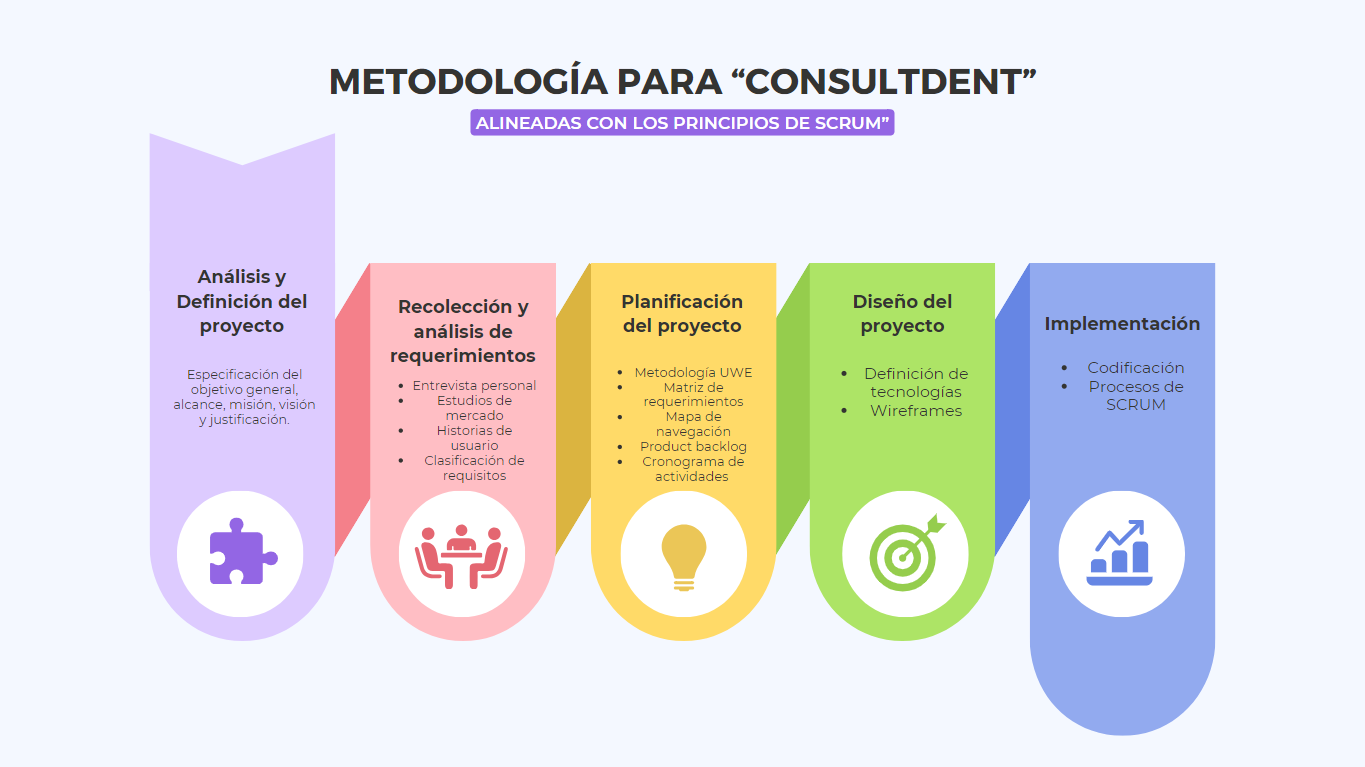 METODOLOGÍA PARA “CONSULTDENT”
ALINEADAS CON LOS PRINCIPIOS DE SCRUM”
Análisis y
Definición del
proyecto
Especificación del
objetivo general,
alcance, misión, visión
y justificación.
Recolección y
análisis de
requerimientos
• Entrevista personal
• Estudios de
mercado
• Historias de
usuario
• Clasificación de
requisitos
Planificación
del proyecto
• Metodología UWE
• Matriz de
requerimientos
• Mapa de
navegación
• Product backlog
• Cronograma de
actividades
Diseño del
proyecto
• Definición de
tecnologías
• Wireframes
Implementación
• Codificación
• Procesos de
SCRUM